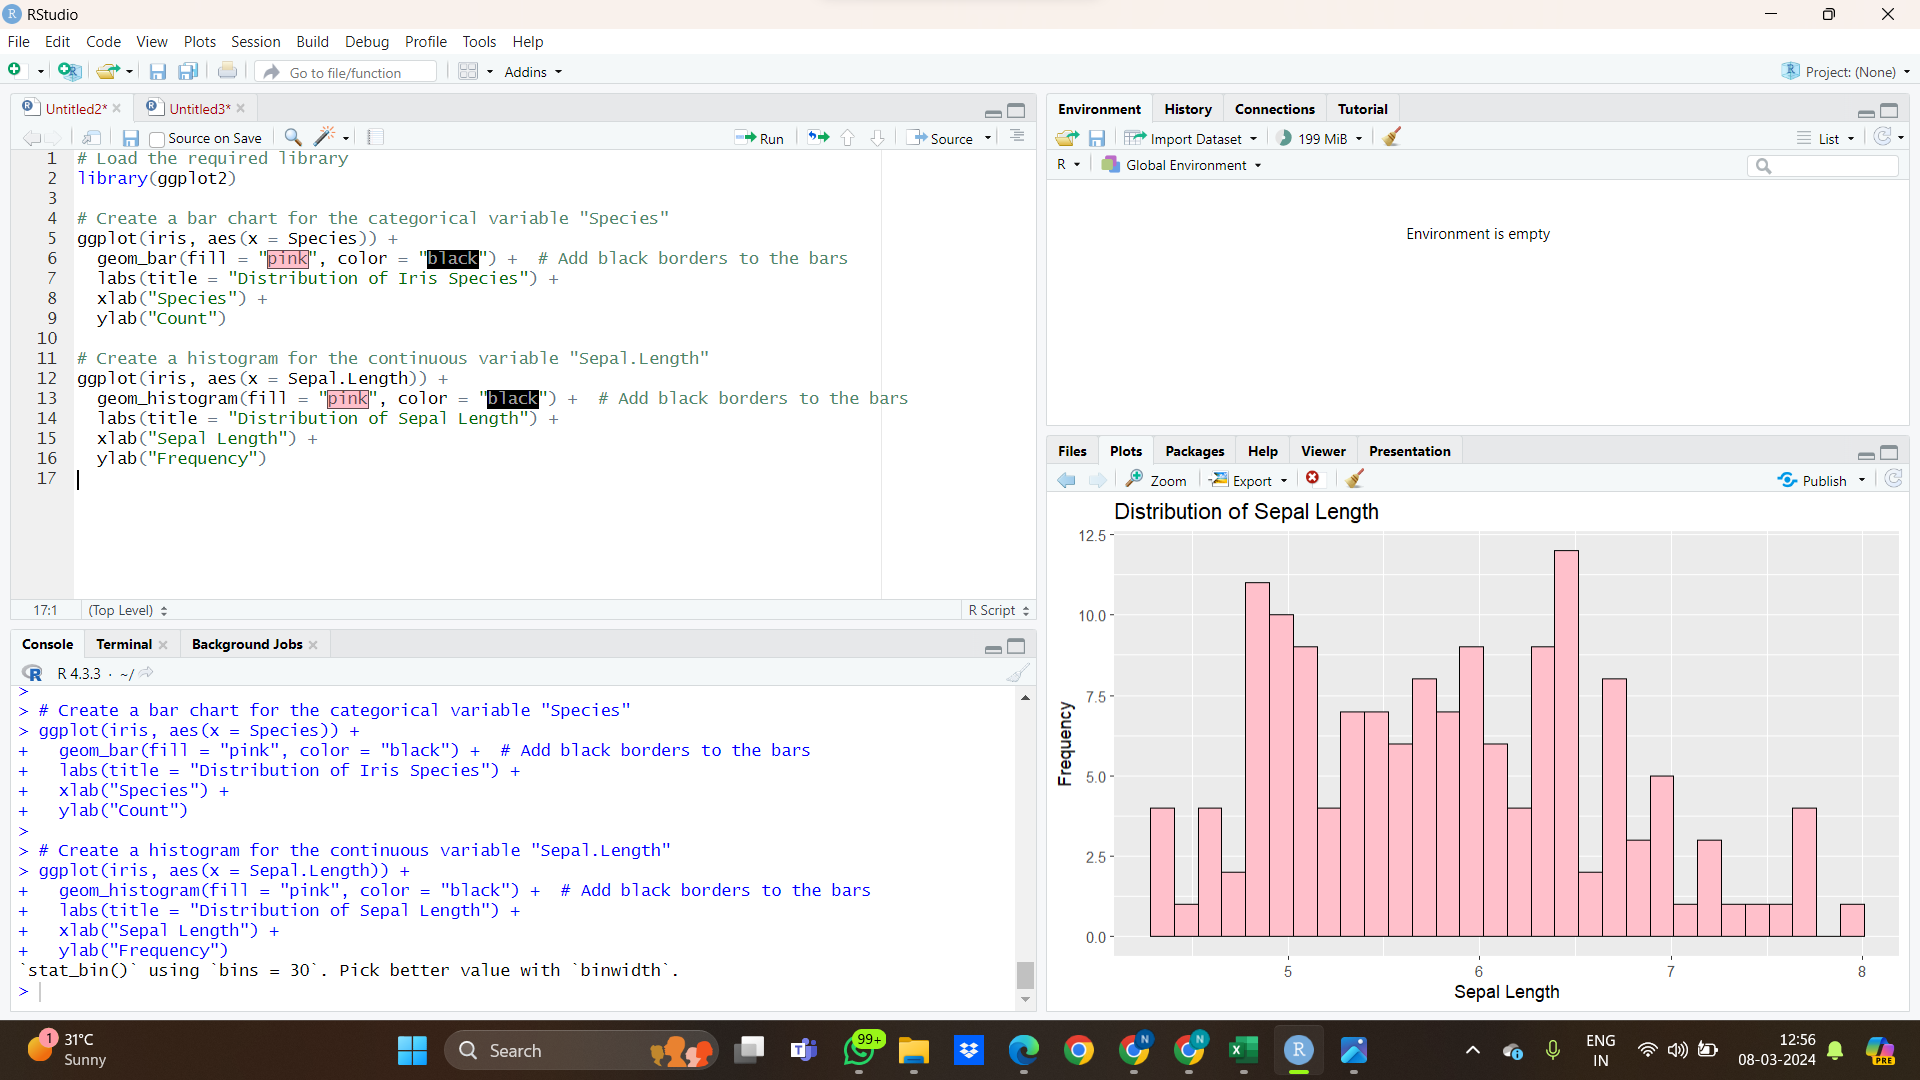 RStudio
File Edit Code View Plots Session Build Debug Profile Tools Help
Go to file/function Addins Project: (None)
Untitled2* Untitled3*
Source on Save Run Source
1 # Load the required library
2 library(ggplot2)
3
4 # Create a bar chart for the categorical variable "Species"
5 ggplot(iris, aes(x = Species)) +
6 geom_bar(fill = "pink", color = "black") + # Add black borders to the bars
7 labs(title = "Distribution of Iris Species") +
8 xlab("Species") +
9 ylab("Count")
10
11 # Create a histogram for the continuous variable "Sepal.Length"
12 ggplot(iris, aes(x = Sepal.Length)) +
13 geom_histogram(fill = "pink", color = "black") + # Add black borders to the bars
14 labs(title = "Distribution of Sepal Length") +
15 xlab("Sepal Length") +
16 ylab("Frequency")
17
17:1 (Top Level) R Script
Console Terminal Background Jobs
R 4.3.3 · ~/
>
> # Create a bar chart for the categorical variable "Species"
> ggplot(iris, aes(x = Species)) +
+ geom_bar(fill = "pink", color = "black") + # Add black borders to the bars
+ labs(title = "Distribution of Iris Species") +
+ xlab("Species") +
+ ylab("Count")
>
> # Create a histogram for the continuous variable "Sepal.Length"
> ggplot(iris, aes(x = Sepal.Length)) +
+ geom_histogram(fill = "pink", color = "black") + # Add black borders to the bars
+ labs(title = "Distribution of Sepal Length") +
+ xlab("Sepal Length") +
+ ylab("Frequency")
`stat_bin()` using `bins = 30`. Pick better value with `binwidth`.
>
Environment History Connections Tutorial
Import Dataset 199 MiB List
R Global Environment
Environment is empty
Files Plots Packages Help Viewer Presentation
Zoom Export Publish
Distribution of Sepal Length
12.5
10.0
7.5
5.0
2.5
0.0
Frequency
5 6 7 8
Sepal Length
1 31°C
Sunny
Search
99+
N
N
R
ENG
IN
12:56
08-03-2024
PRE